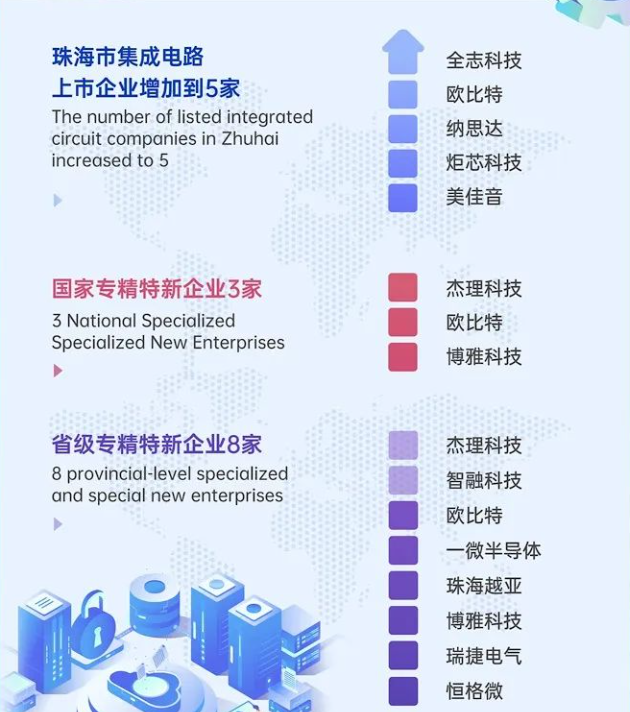 珠海市集成电路
上市企业增加到5家
The number of listed integrated
circuit companies in Zhuhai
increased to 5
全志科技
欧比特
纳思达
炬芯科技
美佳音
国家专精特新企业3家
3 National Specialized
Specialized New Enterprises
杰理科技
欧比特
博雅科技
省级专精特新企业8家
8 provincial-level specialized
and special new enterprises
杰理科技
智融科技
欧比特
一微半导体
珠海越亚
博雅科技
瑞捷电气
恒格微